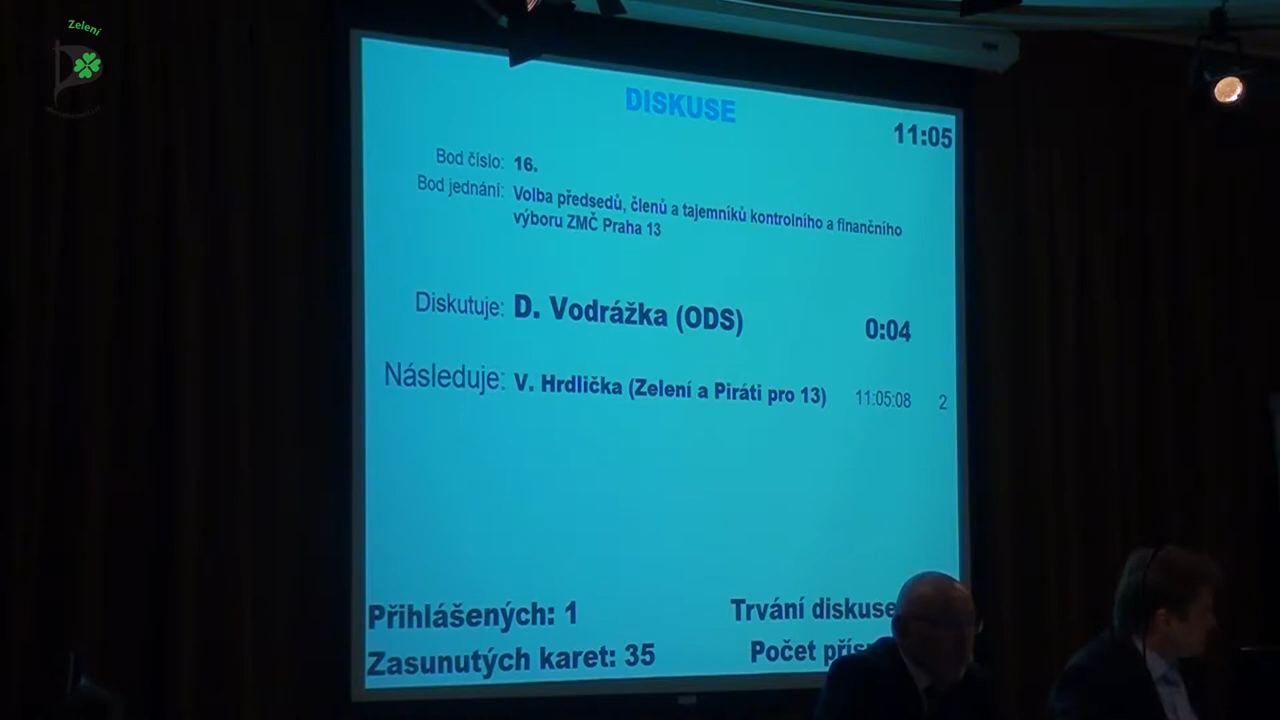 Zelení
DISKUSE
11:05
Bod číslo: 16.
Bod jednání: Volba předsedů, členů a tajemníků kontrolního a finančního
výboru ZMČ Praha 13
Diskutuje: D. Vodrážka (ODS) 0:04
Následuje: V. Hrdlička (Zelení a Piráti pro 13) 11:05:08 2
Přihlášených: 1 Trvání diskuse
Zasunutých karet: 35 Počet přís